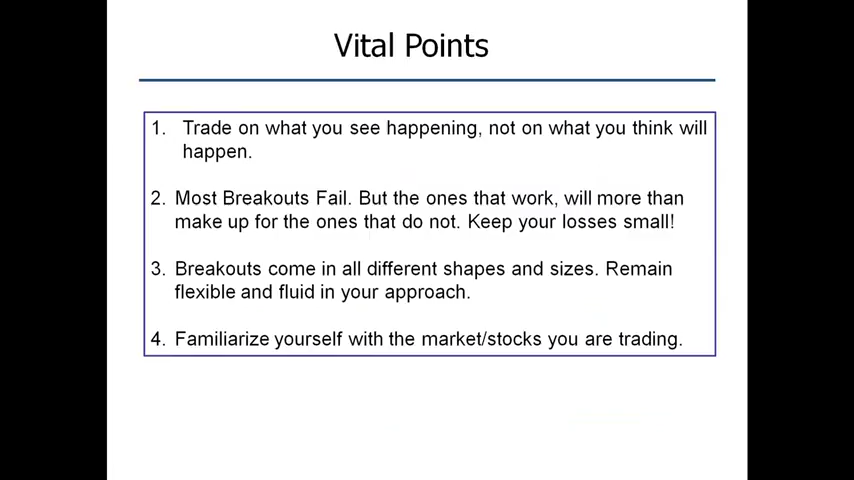 Vital Points
1. Trade on what you see happening, not on what you think will
happen.
2. Most Breakouts Fail. But the ones that work, will more than
make up for the ones that do not. Keep your losses small!
3. Breakouts come in all different shapes and sizes. Remain
flexible and fluid in your approach.
4. Familiarize yourself with the market/stocks you are trading.